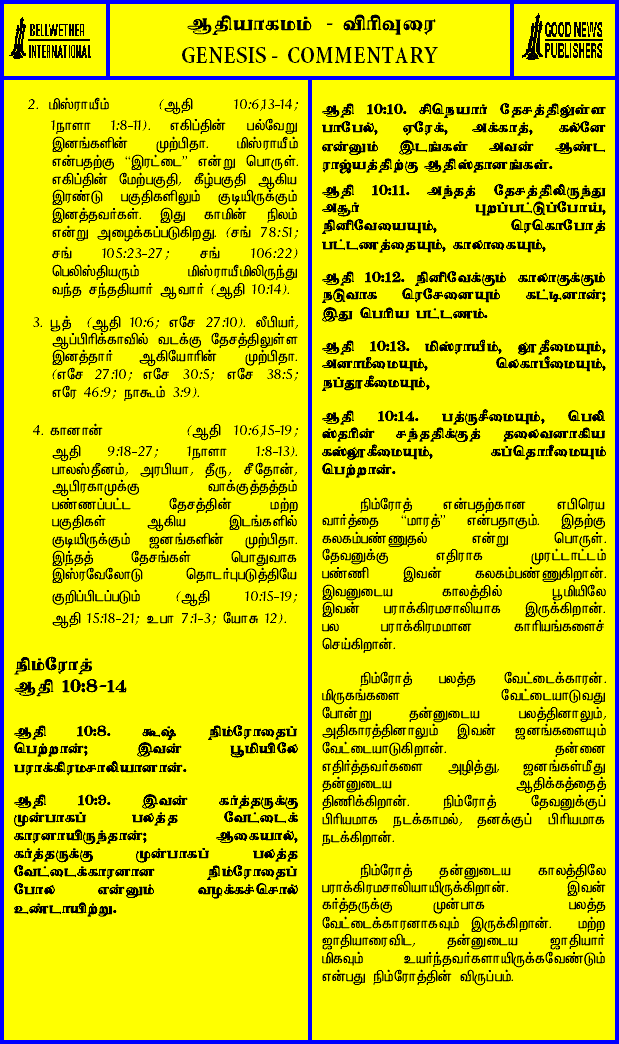 BELLWETHER
INTERNATIONAL
ஆதியாகமம் - விரிவுரை
GENESIS - COMMENTARY
GOOD NEWS
PUBLISHERS
2. மிஸ்ராயீம் (ஆதி 10:6,13-14;
1நாளா 1:8-11). எகிப்தின் பல்வேறு
இனங்களின் முற்பிதா. மிஸ்ராயீம்
என்பதற்கு “இரட்டை” என்று பொருள்.
எகிப்தின் மேற்பகுதி, கீழ்பகுதி ஆகிய
இரண்டு பகுதிகளிலும் குடியிருக்கும்
இனத்தவர்கள். இது காமின் நிலம்
என்று அழைக்கப்படுகிறது. (சங் 78:51;
சங் 105:23-27; சங் 106:22)
பெலிஸ்தியரும் மிஸ்ராயீமிலிருந்து
வந்த சந்ததியார் ஆவார் (ஆதி 10:14).
3. பூத் (ஆதி 10:6; எசே 27:10). லீபியர்,
ஆப்பிரிக்காவில் வடக்கு தேசத்திலுள்ள
இனத்தார் ஆகியோரின் முற்பிதா.
(எசே 27:10; எசே 30:5; எசே 38:5;
எரே 46:9; நாகூம் 3:9).
4. கானான் (ஆதி 10:6,15-19;
ஆதி 9:18-27; 1நாளா 1:8-13).
பாலஸ்தீனம், அரபியா, தீரு, சீதோன்,
ஆபிரகாமுக்கு வாக்குத்தத்தம்
பண்ணப்பட்ட தேசத்தின் மற்ற
பகுதிகள் ஆகிய இடங்களில்
குடியிருக்கும் ஜனங்களின் முற்பிதா.
இந்தத் தேசங்கள் பொதுவாக
இஸ்ரவேலோடு தொடர்புபடுத்தியே
குறிப்பிடப்படும் (ஆதி 10:15-19;
ஆதி 15:18-21; உபா 7:1-3; யோசு 12).
நிம்ரோத்
ஆதி 10:8-14
ஆதி 10:8. கூஷ் நிம்ரோதைப்
பெற்றான்; இவன் பூமியிலே
பராக்கிரமசாலியானான்.
ஆதி 10:9. இவன் கர்த்தருக்கு
முன்பாகப் பலத்த வேட்டைக்
காரனாயிருந்தான்; ஆகையால்,
கர்த்தருக்கு முன்பாகப் பலத்த
வேட்டைக்காரனான நிம்ரோதைப்
போல என்னும் வழக்கச்சொல்
உண்டாயிற்று.
ஆதி 10:10. சிநெயார் தேசத்திலுள்ள
பாபேல், ஏரேக், அக்காத், கல்னே
என்னும் இடங்கள் அவன் ஆண்ட
ராஜ்யத்திற்கு ஆதிஸ்தானங்கள்.
ஆதி 10:11. அந்தத் தேசத்திலிருந்து
அசூர் புறப்பட்டுப்போய்,
நினிவேயையும், ரெகொபோத்
பட்டணத்தையும், காலாகையும்,
ஆதி 10:12. நினிவேக்கும் காலாகுக்கும்
நடுவாக ரெசேனையும் கட்டினான்;
இது பெரிய பட்டணம்.
ஆதி 10:13. மிஸ்ராயீம், லூதீமையும்,
அனாமீமையும், லெகாபீமையும்,
நப்தூகீமையும்,
ஆதி 10:14. பத்ருசீமையும், பெலி
ஸ்தரின் சந்ததிக்குத் தலைவனாகிய
கஸ்லூகீமையும், கப்தொரீமையும்
பெற்றான்.
நிம்ரோத் என்பதற்கான எபிரெய
வார்த்தை “மாரத்” என்பதாகும். இதற்கு
கலகம்பண்ணுதல் என்று பொருள்.
தேவனுக்கு எதிராக முரட்டாட்டம்
பண்ணி இவன் கலகம்பண்ணுகிறான்.
இவனுடைய காலத்தில் பூமியிலே
இவன் பராக்கிரமசாலியாக இருக்கிறான்.
பல பராக்கிரமமான காரியங்களைச்
செய்கிறான்.
நிம்ரோத் பலத்த வேட்டைக்காரன்.
மிருகங்களை வேட்டையாடுவது
போன்று தன்னுடைய பலத்தினாலும்,
அதிகாரத்தினாலும் இவன் ஜனங்களையும்
வேட்டையாடுகிறான். தன்னை
எதிர்த்தவர்களை அழித்து, ஜனங்கள்மீது
தன்னுடைய ஆதிக்கத்தைத்
திணிக்கிறான். நிம்ரோத் தேவனுக்குப்
பிரியமாக நடக்காமல், தனக்குப் பிரியமாக
நடக்கிறான்.
நிம்ரோத் தன்னுடைய காலத்திலே
பராக்கிரமசாலியாயிருக்கிறான். இவன்
கர்த்தருக்கு முன்பாக பலத்த
வேட்டைக்காரனாகவும் இருக்கிறான். மற்ற
ஜாதியாரைவிட, தன்னுடைய ஜாதியார்
மிகவும் உயர்ந்தவர்களாயிருக்கவேண்டும்
என்பது நிம்ரோத்தின் விருப்பம்.